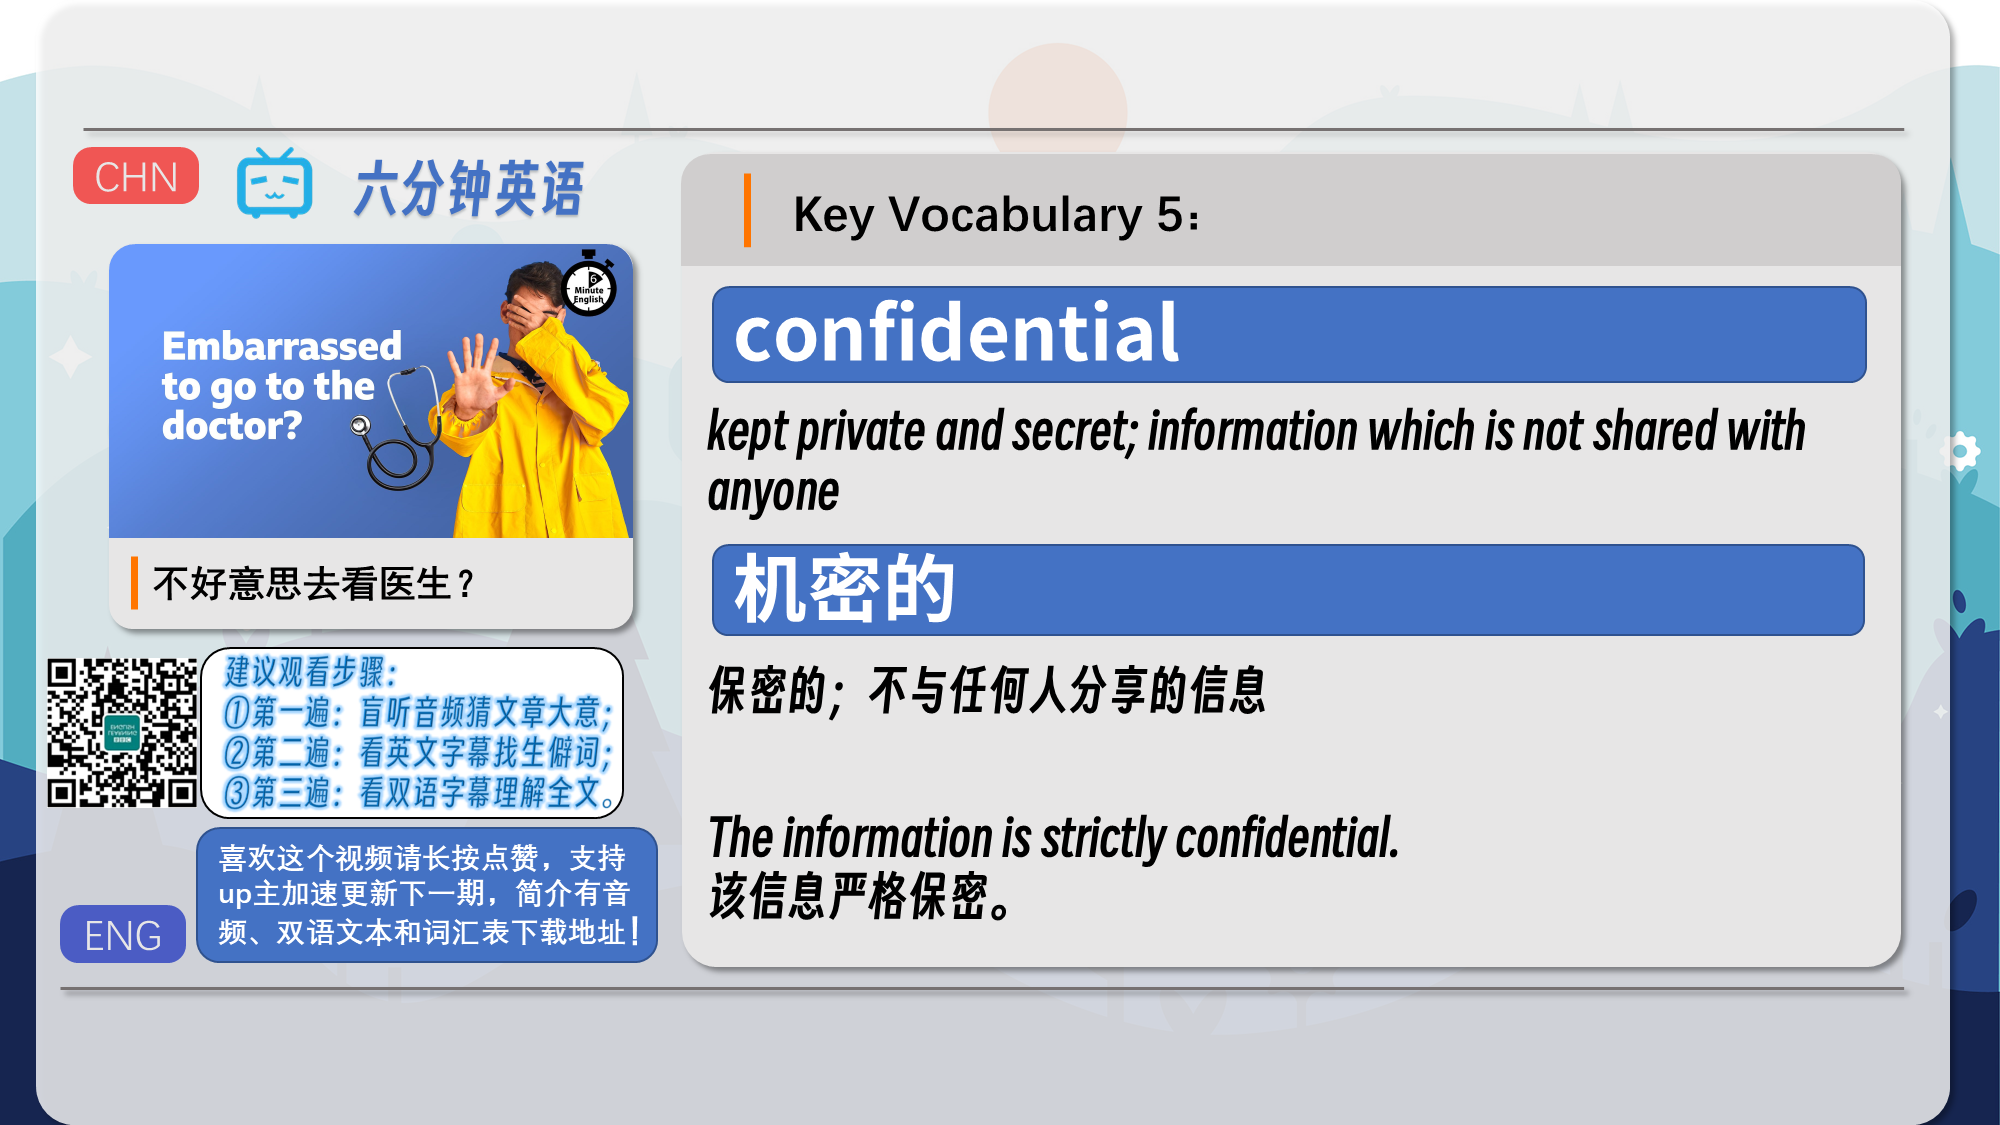 CHN
六分钟英语
6
Minute
English
Embarrassed
to go to the
doctor?
不好意思去看医生？
建议观看步骤：
①第一遍：盲听音频猜文章大意；
②第二遍：看英文字幕找生僻词；
③第三遍：看双语字幕理解全文。
喜欢这个视频请长按点赞，支持
up主加速更新下一期，简介有音
频、双语文本和词汇表下载地址！
ENG
Key Vocabulary 5：
confidential
kept private and secret; information which is not shared with
anyone
机密的
保密的；不与任何人分享的信息
The information is strictly confidential.
该信息严格保密。